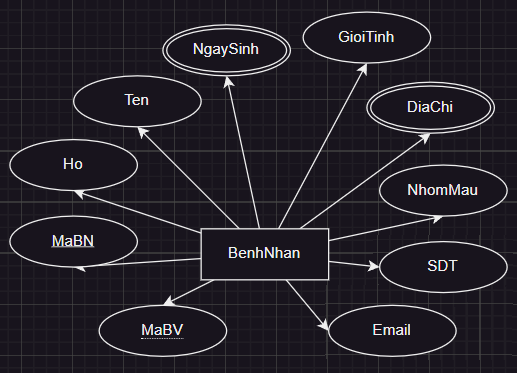 NgaySinh
GioiTinh
Ten
DiaChi
Ho
NhomMau
MaBN
BenhNhan
SDT
MaBV
Email